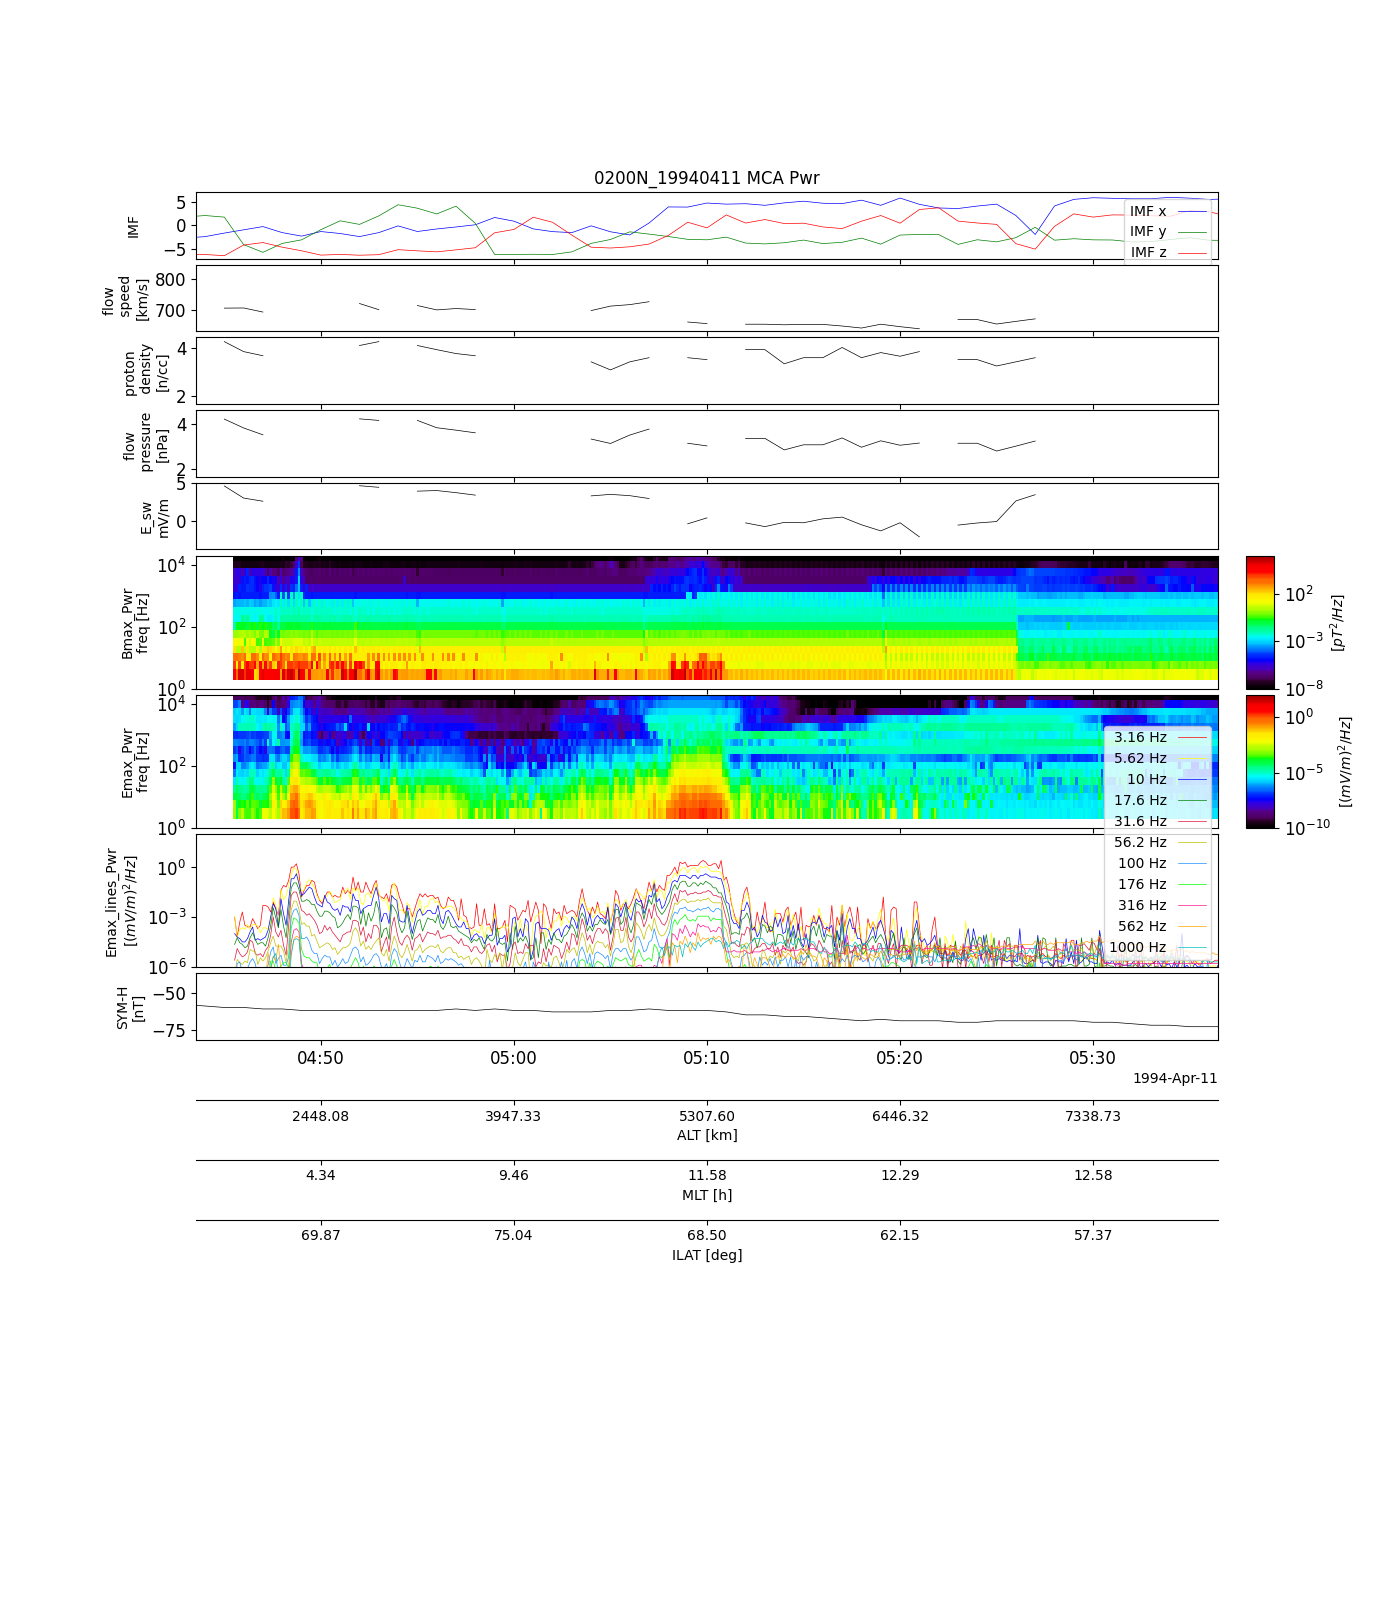 0200N_19940411 MCA Pwr
5
0
−5
IMF
IMF x
IMF y
IMF z
800
700
flow
speed
[km/s]
4
2
proton
density
[n/cc]
4
2
flow
pressure
[nPa]
5
0
E_sw
mV/m
10^4
10^2
10^0
Bmax_Pwr
freq [Hz]
10^2
10^−3
10^−8
[pT^2/Hz]
10^4
10^2
10^0
Emax_Pwr
freq [Hz]
10^0
10^−5
10^−10
[(mV/m)^2/Hz]
3.16 Hz
5.62 Hz
10 Hz
17.6 Hz
31.6 Hz
56.2 Hz
100 Hz
176 Hz
316 Hz
562 Hz
1000 Hz
10^0
10^−3
10^−6
Emax_lines_Pwr
[(mV/m)^2/Hz]
−50
−75
SYM-H
[nT]
04:50 05:00 05:10 05:20 05:30
1994-Apr-11
2448.08 3947.33 5307.60 6446.32 7338.73
ALT [km]
4.34 9.46 11.58 12.29 12.58
MLT [h]
69.87 75.04 68.50 62.15 57.37
ILAT [deg]